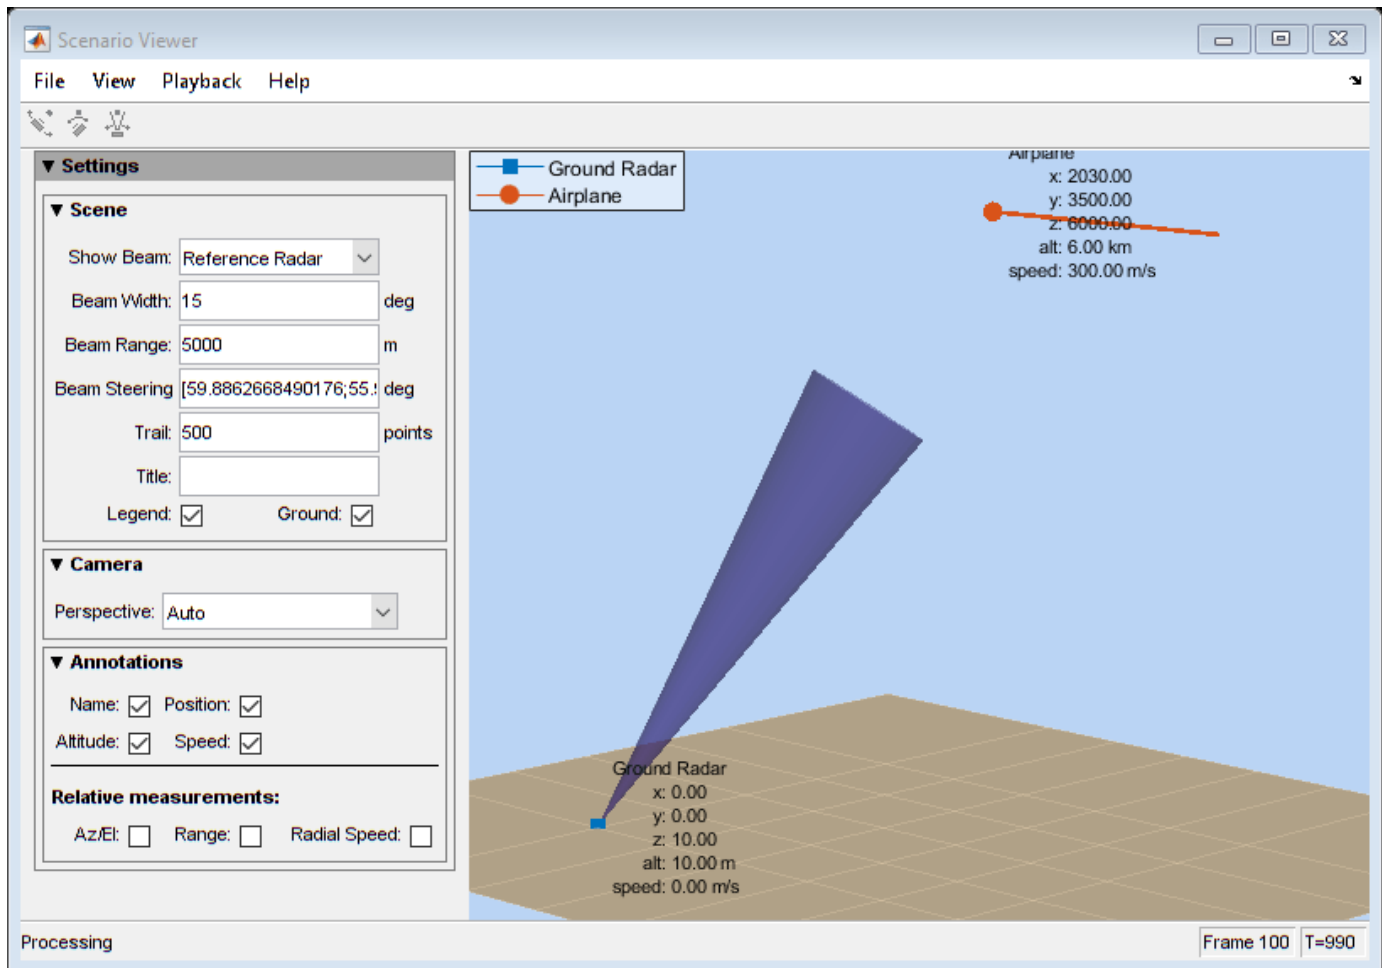 Scenario Viewer
File View Playback Help
▼ Settings
▼ Scene
Show Beam: Reference Radar
Beam Width: 15 deg
Beam Range: 5000 m
Beam Steering [59.8862668490176;55.9 deg
Trail: 500 points
Title:
Legend: Ground:
▼ Camera
Perspective: Auto
▼ Annotations
Name: Position:
Altitude: Speed:
Relative measurements:
Az/El: Range: Radial Speed:
Ground Radar
Airplane
Airplane
x: 2030.00
y: 3500.00
z: 6000.00
alt: 6.00 km
speed: 300.00 m/s
Ground Radar
x: 0.00
y: 0.00
z: 10.00
alt: 10.00 m
speed: 0.00 m/s
Processing
Frame 100 T=990